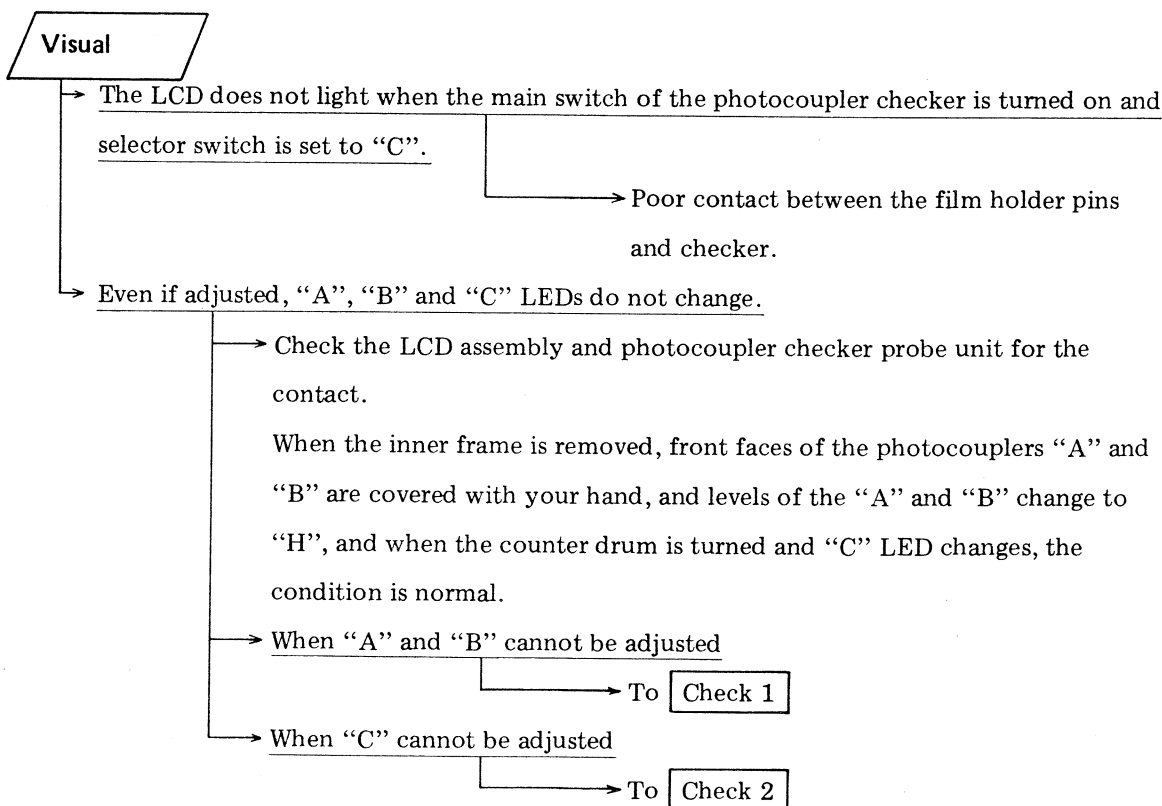 Visual
The LCD does not light when the main switch of the photocoupler checker is turned on and
selector switch is set to “C”.
Poor contact between the film holder pins
and checker.
Even if adjusted, “A”, “B” and “C” LEDs do not change.
Check the LCD assembly and photocoupler checker probe unit for the
contact.
When the inner frame is removed, front faces of the photocouplers “A” and
“B” are covered with your hand, and levels of the “A” and “B” change to
“H”, and when the counter drum is turned and “C” LED changes, the
condition is normal.
When “A” and “B” cannot be adjusted
To Check 1
When “C” cannot be adjusted
To Check 2